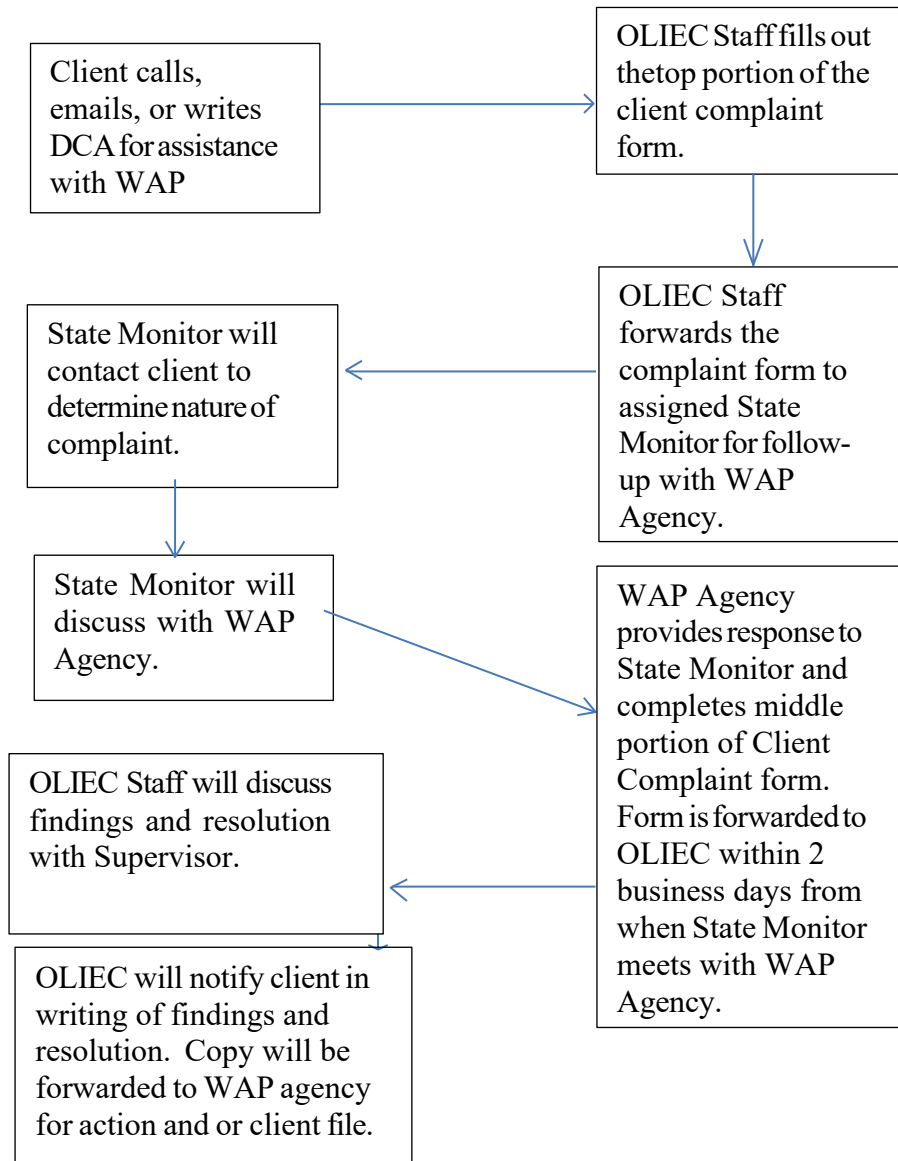 Client calls,
emails, or writes
DCA for assistance
with WAP
OLIEC Staff fills out
thetop portion of the
client complaint
form.
OLIEC Staff
forwards the
complaint form to
assigned State
Monitor for follow-
up with WAP
Agency.
State Monitor will
contact client to
determine nature of
complaint.
State Monitor will
discuss with WAP
Agency.
WAP Agency
provides response to
State Monitor and
completes middle
portion of Client
Complaint form.
Form is forwarded to
OLIEC within 2
business days from
when State Monitor
meets with WAP
Agency.
OLIEC Staff will discuss
findings and resolution
with Supervisor.
OLIEC will notify client in
writing of findings and
resolution.  Copy will be
forwarded to WAP agency
for action and or client file.